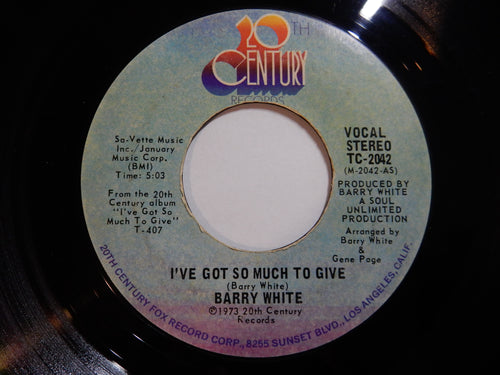 20TH
CENTURY
RECORDS
Sa-Vette Music
Inc./January
Music Corp.
(BMI)
Time: 5:03
From the 20th
Century album
"I've Got So
Much To Give"
T-407
VOCAL
STEREO
TC-2042
(M-2042-AS)
PRODUCED BY
BARRY WHITE
A SOUL
UNLIMITED
PRODUCTION
Arranged by
Barry White
&
Gene Page
I'VE GOT SO MUCH TO GIVE
(Barry White)
BARRY WHITE
©1973 20th Century
Records
20TH CENTURY FOX RECORD CORP., 8255 SUNSET BLVD., LOS ANGELES, CALIF.